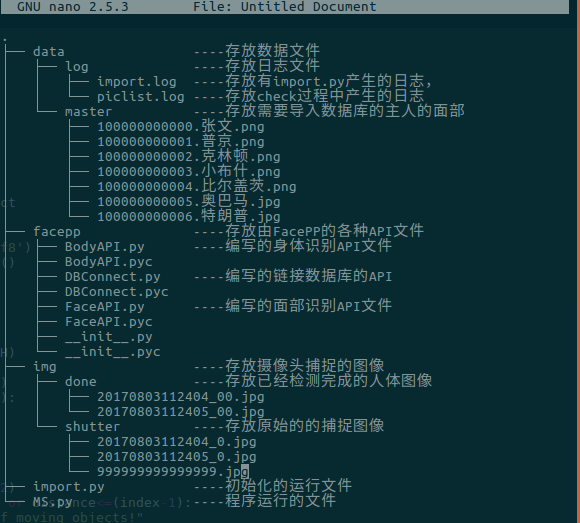 GNU nano 2.5.3 File: Untitled Document
.
├── data ----存放数据文件
│   ├── log ----存放日志文件
│   │   ├── import.log ----存放有import.py产生的日志，
│   │   └── piclist.log ----存放check过程中产生的日志
│   └── master ----存放需要导入数据库的主人的面部
│       ├── 100000000000.张文.png
│       ├── 100000000001.普京.png
│       ├── 100000000002.克林顿.png
│       ├── 100000000003.小布什.png
│       ├── 100000000004.比尔盖茨.png
│       ├── 100000000005.奥巴马.jpg
│       └── 100000000006.特朗普.jpg
├── facepp ----存放由FacePP的各种API文件
│   ├── BodyAPI.py ----编写的身体识别API文件
│   ├── BodyAPI.pyc
│   ├── DBConnect.py ----编写的链接数据库的API
│   ├── DBConnect.pyc
│   ├── FaceAPI.py ----编写的面部识别API文件
│   ├── FaceAPI.pyc
│   ├── __init__.py
│   └── __init__.pyc
├── img ----存放摄像头捕捉的图像
│   ├── done ----存放已经检测完成的人体图像
│   │   ├── 20170803112404_00.jpg
│   │   └── 20170803112405_00.jpg
│   └── shutter ----存放原始的的捕捉图像
│       ├── 20170803112404_0.jpg
│       ├── 20170803112405_0.jpg
│       └── 999999999999999.jpg
├── import.py ----初始化的运行文件
└── MS.py ----程序运行的文件